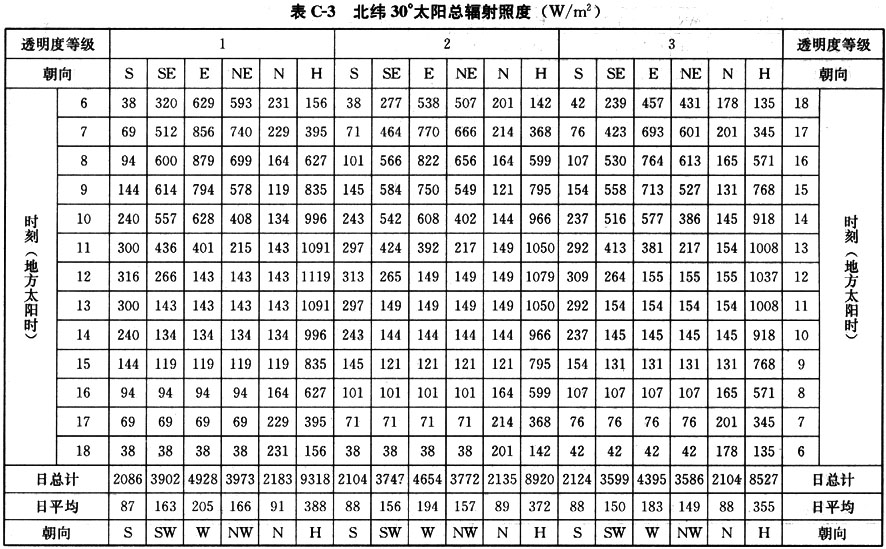 表 C-3 北纬 30°太阳总辐射照度（W/m²）
透明度等级 1 2 3 透明度等级
朝向 S SE E NE N H S SE E NE N H S SE E NE N H 朝向
时刻（地方太阳时）
6 38 320 629 593 231 156 38 277 538 507 201 142 42 239 457 431 178 135 18
7 69 512 856 740 229 395 71 464 770 666 214 368 76 423 693 601 201 345 17
8 94 600 879 699 164 627 101 566 822 656 164 599 107 530 764 613 165 571 16
9 144 614 794 578 119 835 145 584 750 549 121 795 154 558 713 527 131 768 15
10 240 557 628 408 134 996 243 542 608 402 144 966 237 516 577 386 145 918 14
11 300 436 401 215 143 1091 297 424 392 217 149 1050 292 413 381 217 154 1008 13
12 316 266 143 143 143 1119 313 265 149 149 149 1079 309 264 155 155 155 1037 12
13 300 143 143 143 143 1091 297 149 149 149 149 1050 292 154 154 154 154 1008 11
14 240 134 134 134 134 996 243 144 144 144 144 966 237 145 145 145 145 918 10
15 144 119 119 119 119 835 145 121 121 121 121 795 154 131 131 131 131 768 9
16 94 94 94 94 164 627 101 101 101 101 164 599 107 107 107 107 165 571 8
17 69 69 69 69 229 395 71 71 71 71 214 368 76 76 76 76 201 345 7
18 38 38 38 38 231 156 38 38 38 38 201 142 42 42 42 42 178 135 6
时刻（地方太阳时）
日总计 2086 3902 4928 3973 2183 9318 2104 3747 4654 3772 2135 8920 2124 3599 4395 3586 2104 8527 日总计
日平均 87 163 205 166 91 388 88 156 194 157 89 372 88 150 183 149 88 355 日平均
朝向 S SW W NW N H S SW W NW N H S SW W NW N H 朝向